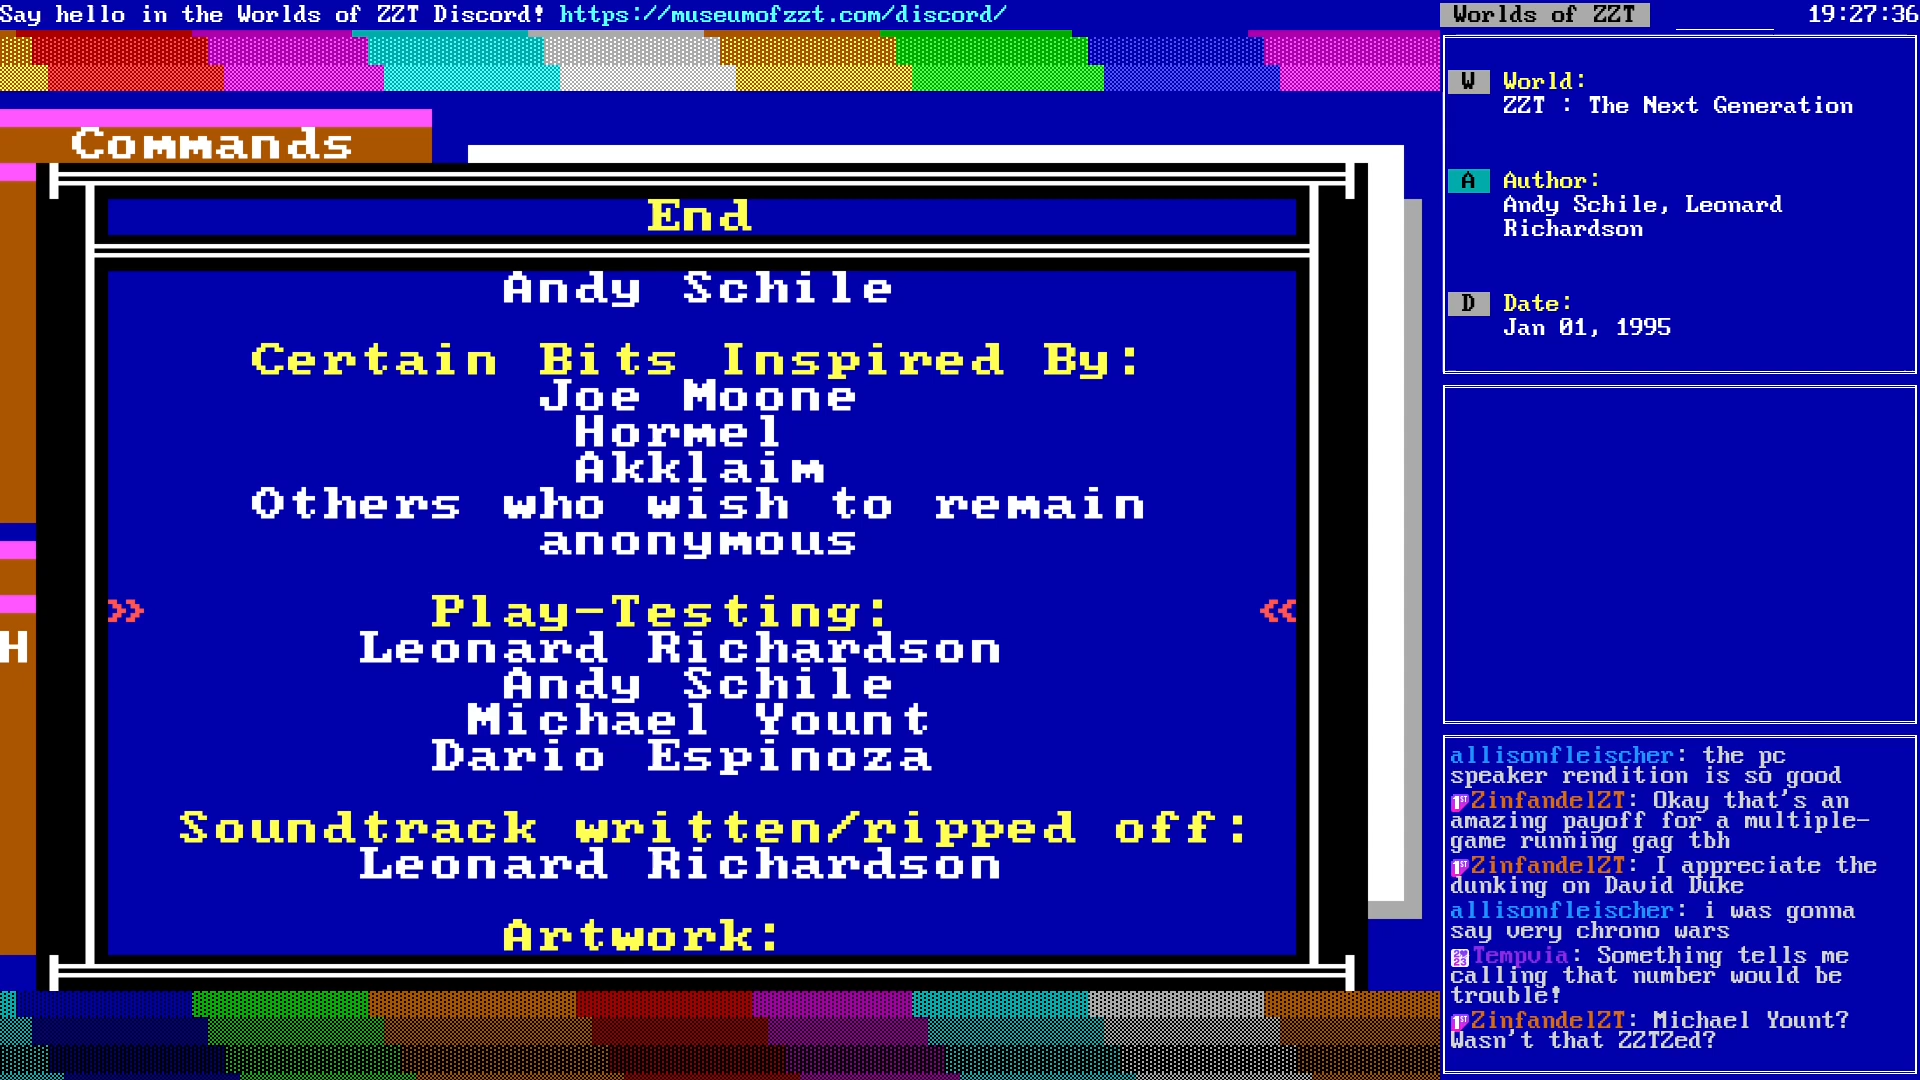 Say hello in the Worlds of ZZT Discord! https://museumofzzt.com/discord/
Worlds of ZZT
19:27:36
Commands
End
Andy Schile
Certain Bits Inspired By:
Joe Moone
Hormel
Akklaim
Others who wish to remain
anonymous
» Play-Testing: «
Leonard Richardson
Andy Schile
Michael Yount
Dario Espinoza
Soundtrack written/ripped off:
Leonard Richardson
Artwork:
H
W World:
ZZT : The Next Generation
A Author:
Andy Schile, Leonard
Richardson
D Date:
Jan 01, 1995
allisonfleischer: the pc
speaker rendition is so good
ZinfandelZT: Okay that's an
amazing payoff for a multiple-
game running gag tbh
ZinfandelZT: I appreciate the
dunking on David Duke
allisonfleischer: i was gonna
say very chrono wars
Tempvia: Something tells me
calling that number would be
trouble!
ZinfandelZT: Michael Yount?
Wasn't that ZZTZed?